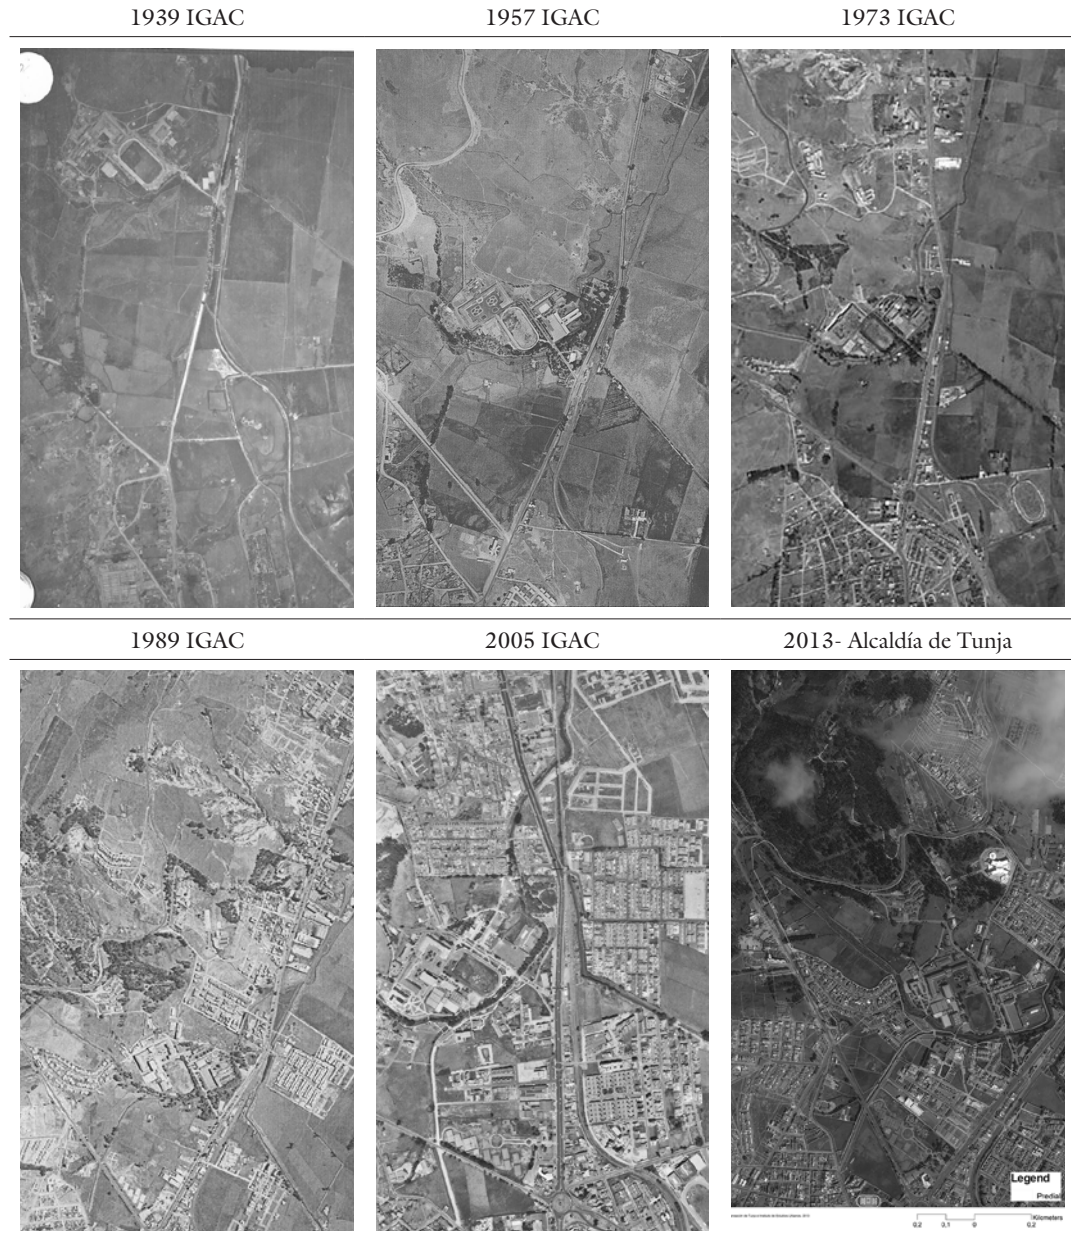 1939 IGAC
1957 IGAC
1973 IGAC
1989 IGAC
2005 IGAC
2013- Alcaldía de Tunja
Legend
Predial
Kilometers
0,2 0,1 0 0,2